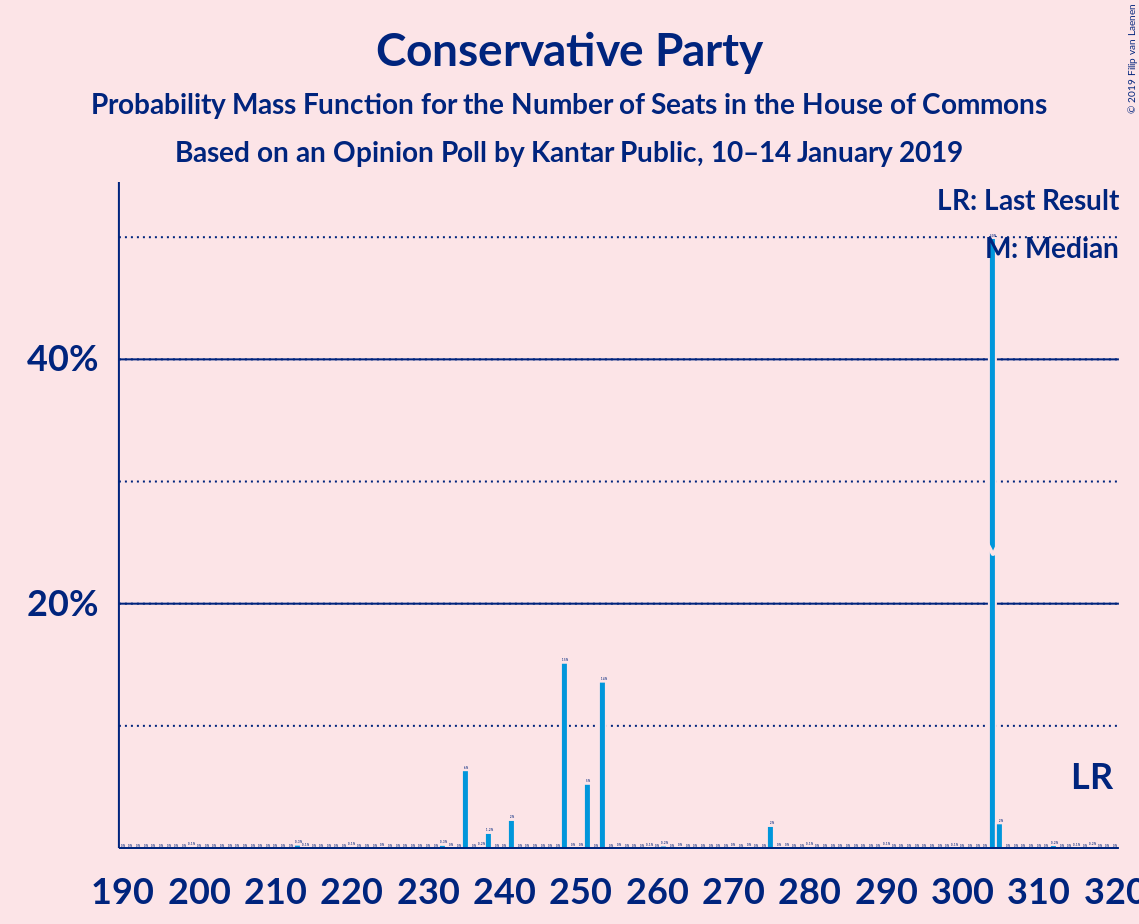 Conservative Party
Probability Mass Function for the Number of Seats in the House of Commons
Based on an Opinion Poll by Kantar Public, 10–14 January 2019
© 2019 Filip van Laenen
LR: Last Result
M: Median
40%
20%
LR
190 200 210 220 230 240 250 260 270 280 290 300 310 320